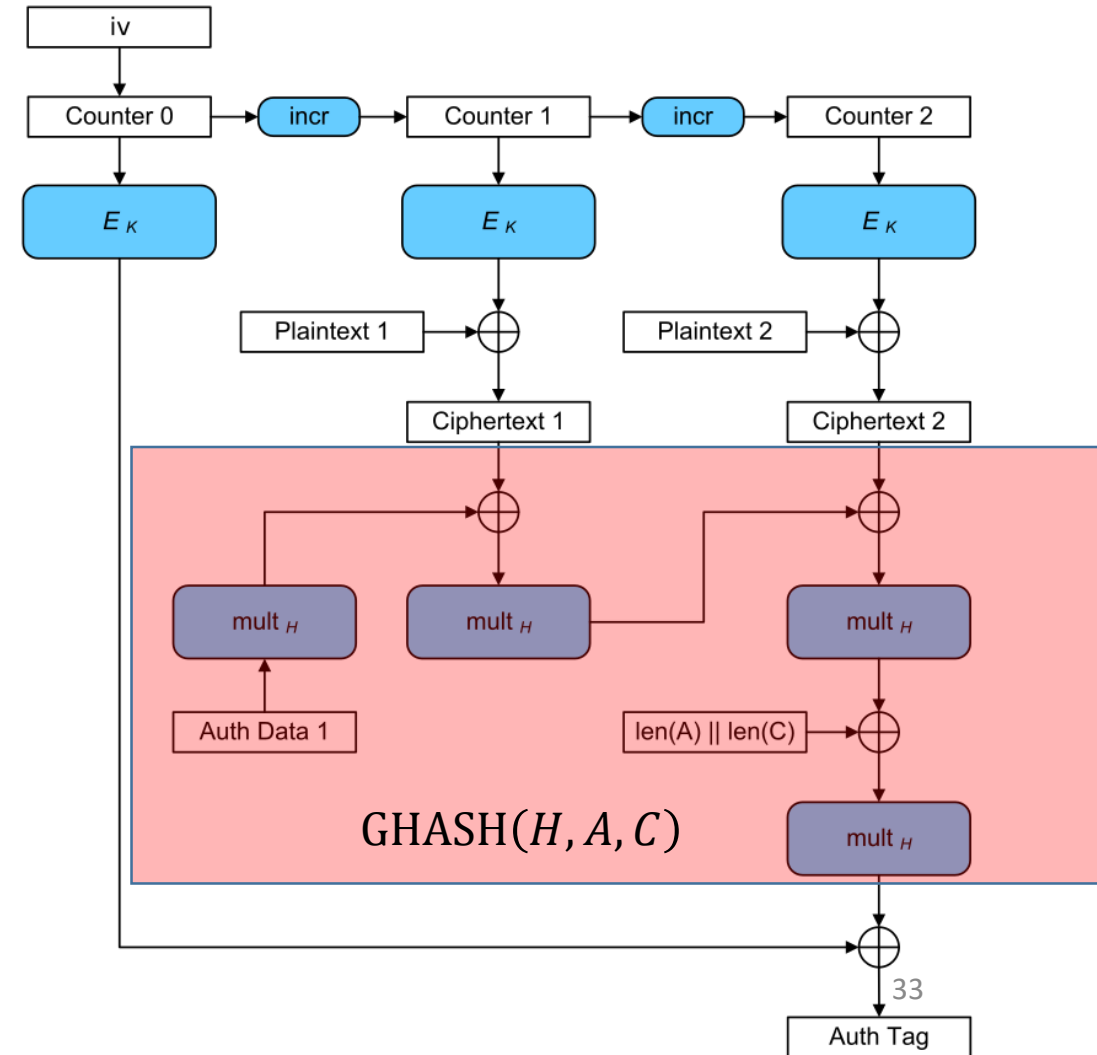 iv
Counter 0
incr
Counter 1
incr
Counter 2
E K
E K
E K
Plaintext 1
Plaintext 2
Ciphertext 1
Ciphertext 2
mult H
mult H
mult H
Auth Data 1
len(A) || len(C)
GHASH(H, A, C)
mult H
33
Auth Tag